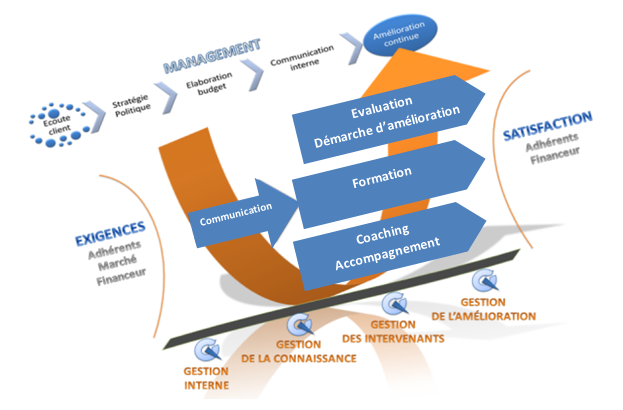 MANAGEMENT
Ecoute
client
Stratégie
Politique
Elaboration
budget
Communication
interne
Amélioration
continue
Evaluation
Démarche d'amélioration
Formation
Coaching
Accompagnement
Communication
EXIGENCES
Adhérents
Marché
Financeur
SATISFACTION
Adhérents
Financeur
GESTION
INTERNE
GESTION
DE LA CONNAISSANCE
GESTION
DES INTERVENANTS
GESTION
DE L'AMÉLIORATION